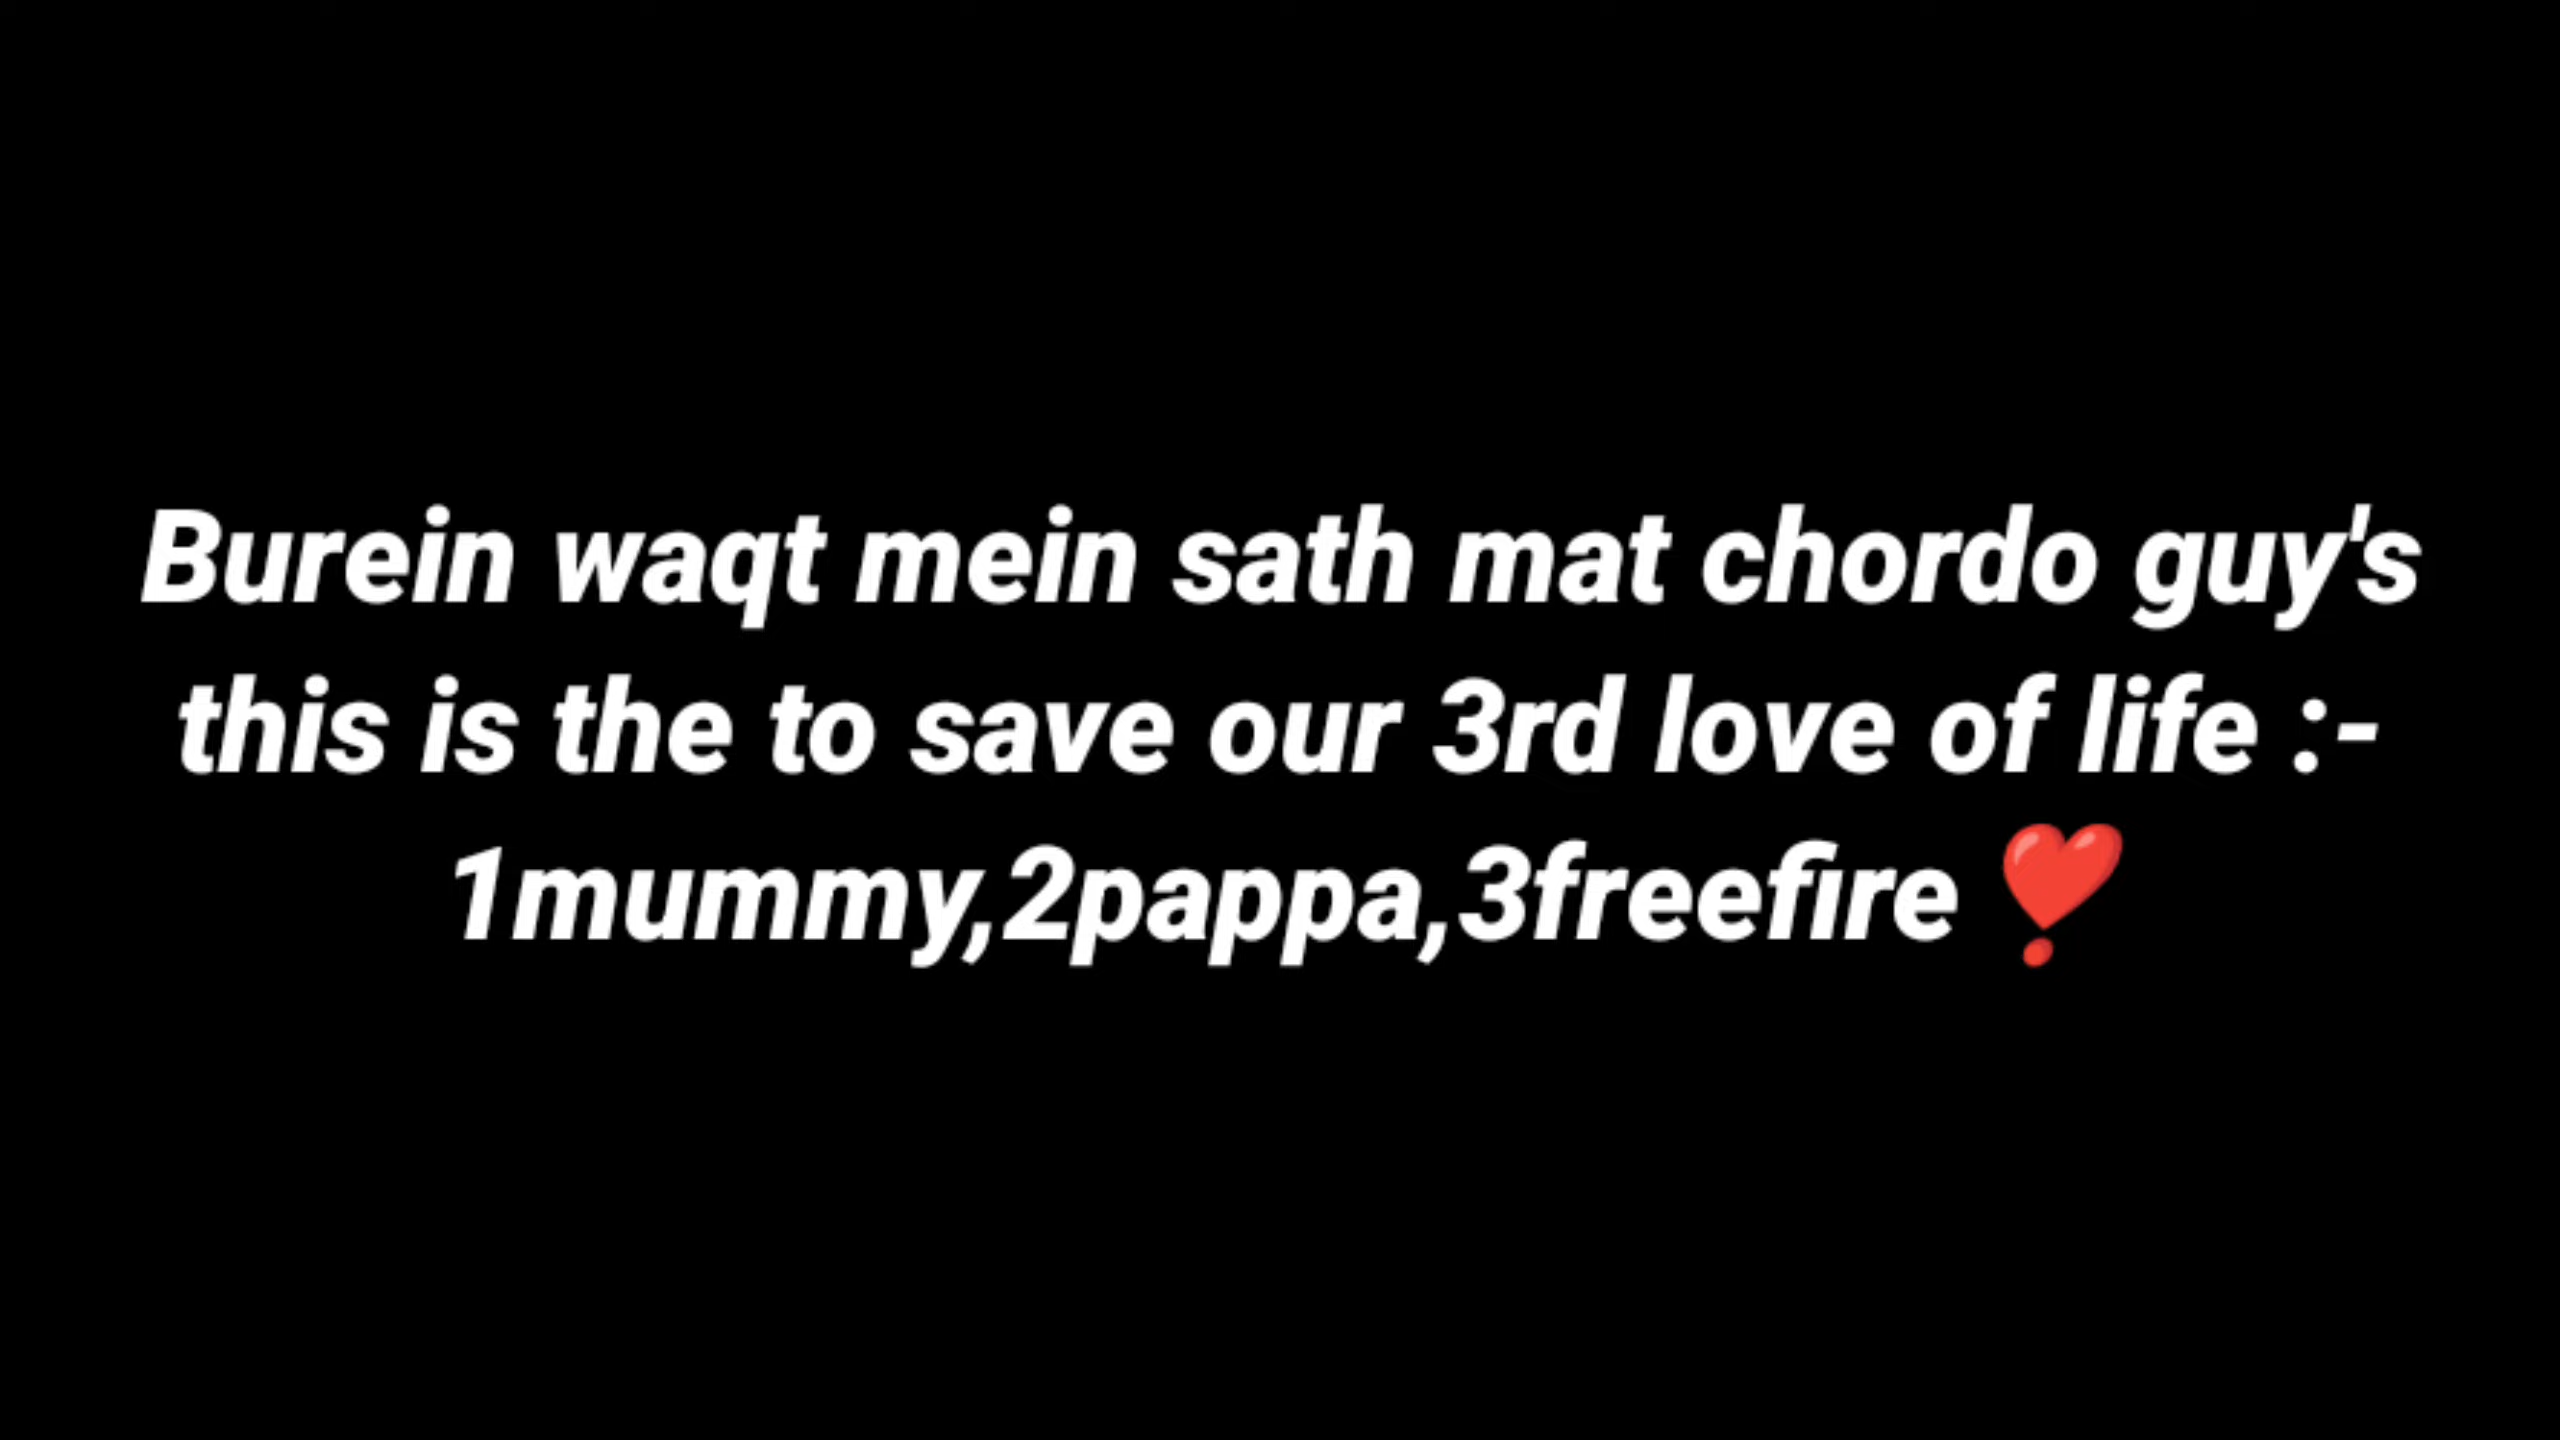 Burein waqt mein sath mat chordo guy's
this is the to save our 3rd love of life :-
1mummy,2pappa,3freefire ❣️